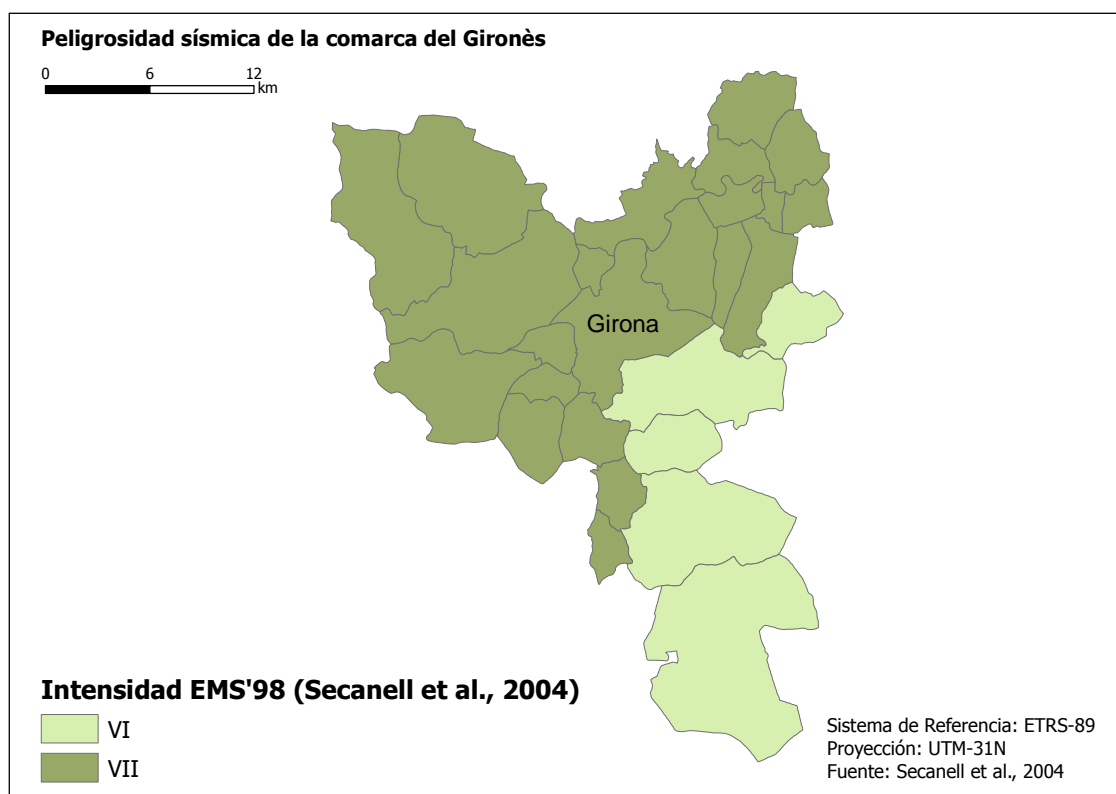 Peligrosidad sísmica de la comarca del Gironès
0 6 12
km
Girona
Intensidad EMS'98 (Secanell et al., 2004)
VI
VII
Sistema de Referencia: ETRS-89
Proyección: UTM-31N
Fuente: Secanell et al., 2004